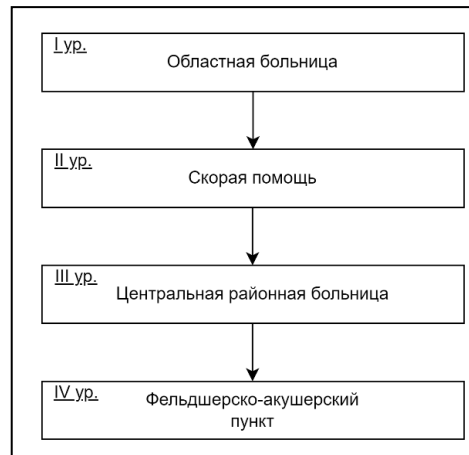 I ур.
Областная больница
II ур.
Скорая помощь
III ур.
Центральная районная больница
IV ур.
Фельдшерско-акушерский
пункт